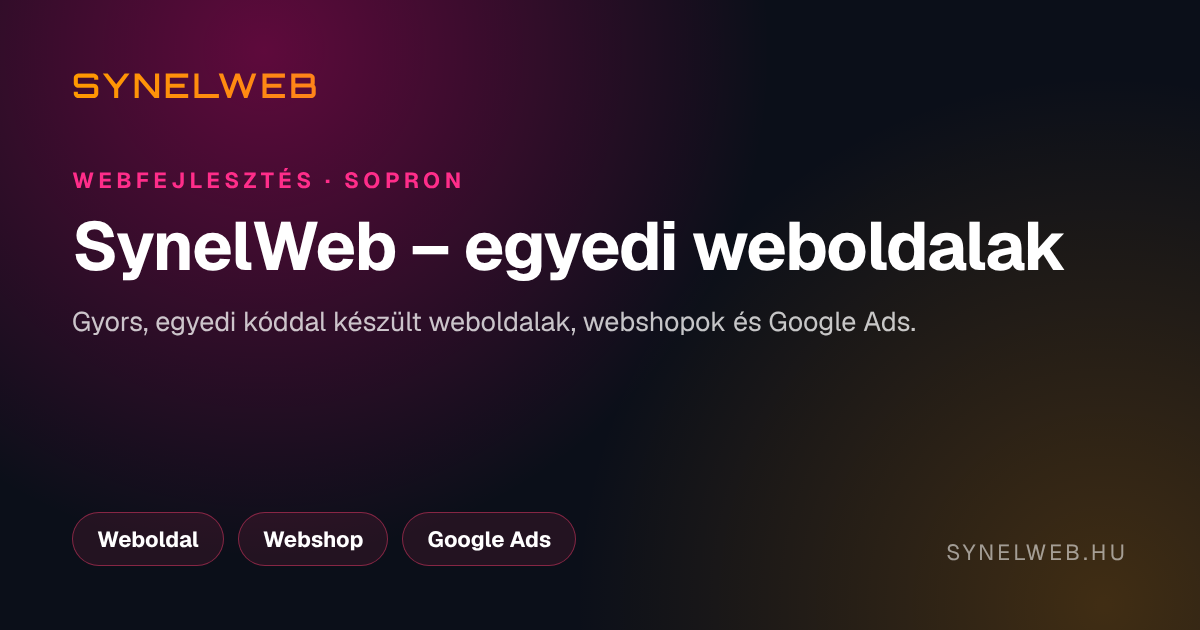 SYNELWEB
WEBFEJLESZTÉS · SOPRON
SynelWeb – egyedi weboldalak
Gyors, egyedi kóddal készült weboldalak, webshopok és Google Ads.
Weboldal Webshop Google Ads
SYNELWEB.HU